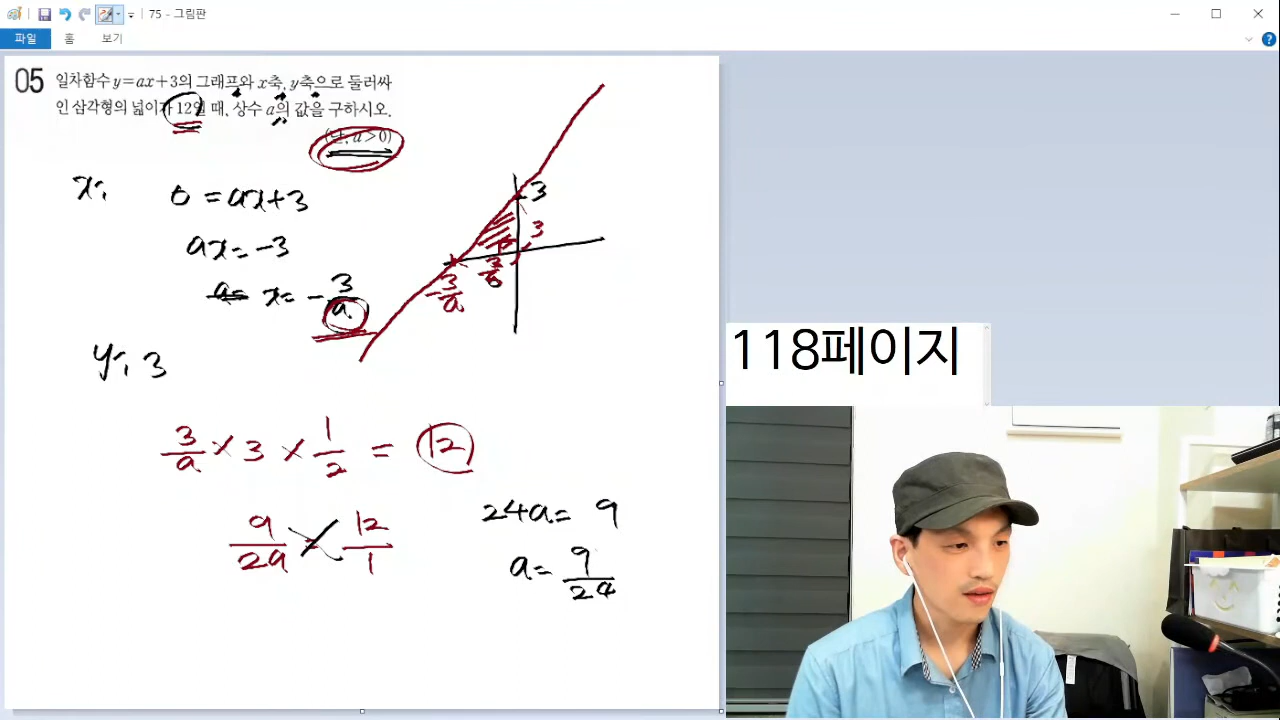 75 - 그림판
파일 홈 보기
05 일차함수 y=ax+3의 그래프와 x축, y축으로 둘러싸
인 삼각형의 넓이가 12일 때, 상수 a의 값을 구하시오.
(단, a>0)
x;
0 = ax+3
ax = -3
a= x = -3/a
y; 3
3
3
3/a
-3/a
118페이지
3/a × 3 × 1/2 = 12
9/2a = 12/1
24a = 9
a = 9/24